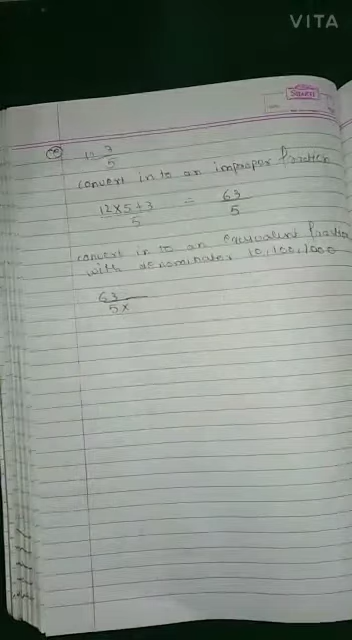 VITA
12 3/5
convert in to an improper fraction
12×5+3/5 = 63/5
convert in to an equivalent fraction
with denominator 10,100,1000
63/5×